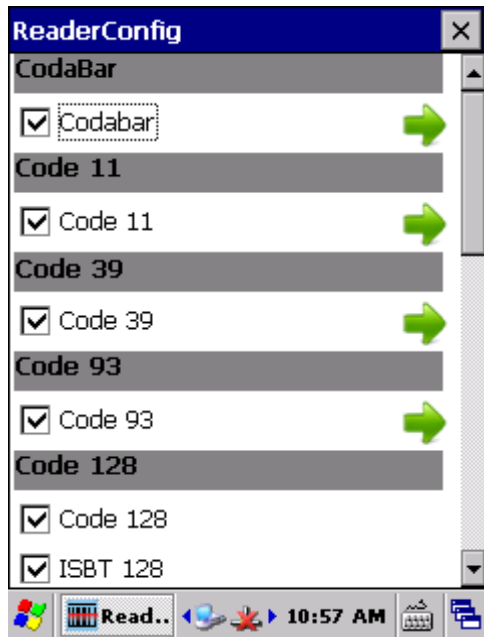 ReaderConfig
CodaBar
Codabar
Code 11
Code 11
Code 39
Code 39
Code 93
Code 93
Code 128
Code 128
ISBT 128
Read.. 10:57 AM